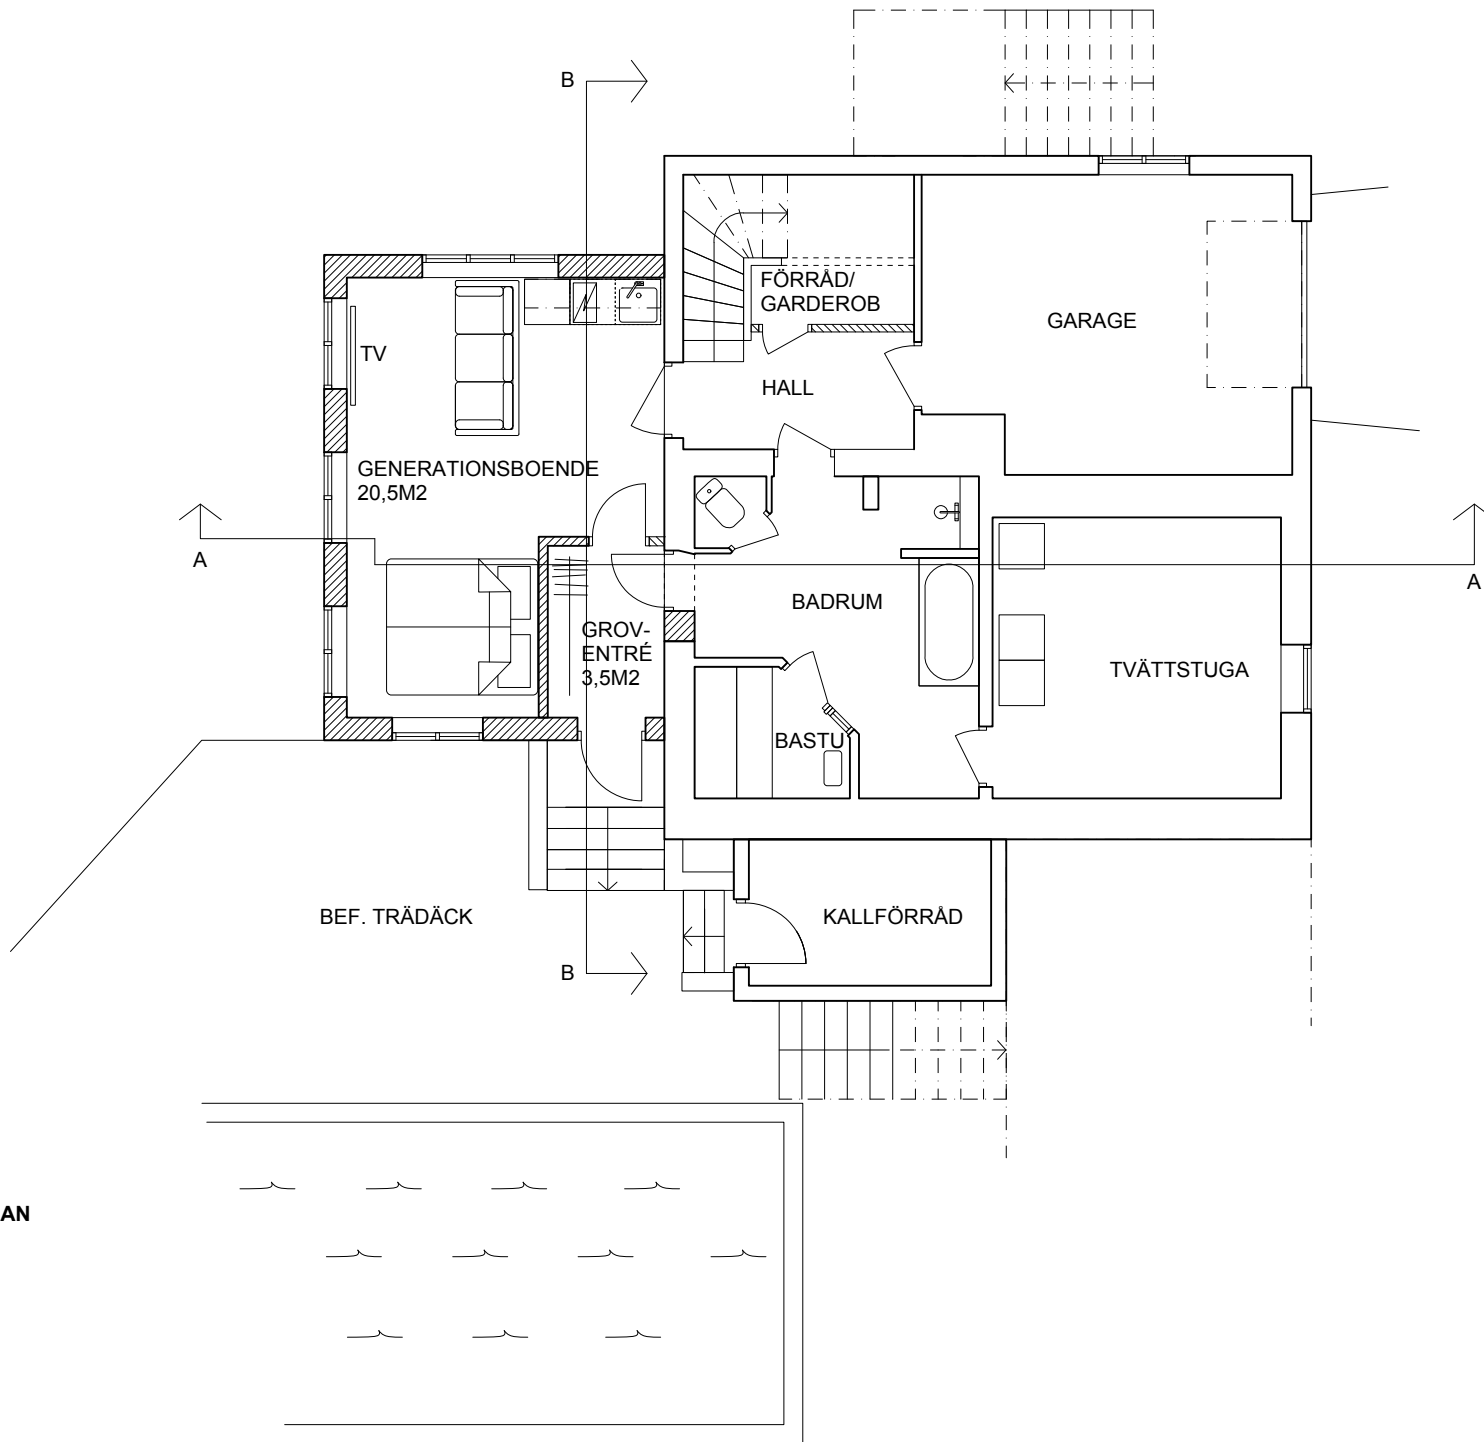 B
FÖRRÅD/
GARDEROB
GARAGE
TV
HALL
GENERATIONSBOENDE
20,5M2
A
A
BADRUM
GROV-
ENTRÉ
3,5M2
TVÄTTSTUGA
BASTU
BEF. TRÄDÄCK
KALLFÖRRÅD
B
AN